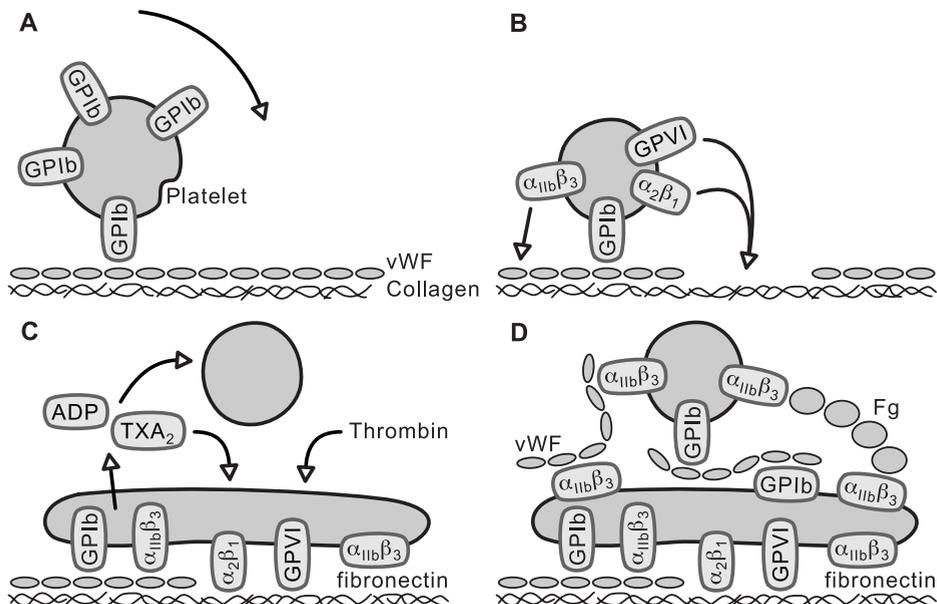 A
GPIb
GPIb
GPIb
Platelet
GPIb
vWF
Collagen
B
GPVI
αIIbβ3
α2β1
GPIb
C
ADP
TXA2
Thrombin
GPIb
αIIbβ3
α2β1
GPVI
αIIbβ3
fibronectin
D
αIIbβ3
αIIbβ3
Fg
GPIb
vWF
αIIbβ3
GPIb
αIIbβ3
GPIb
αIIbβ3
α2β1
GPVI
αIIbβ3
fibronectin